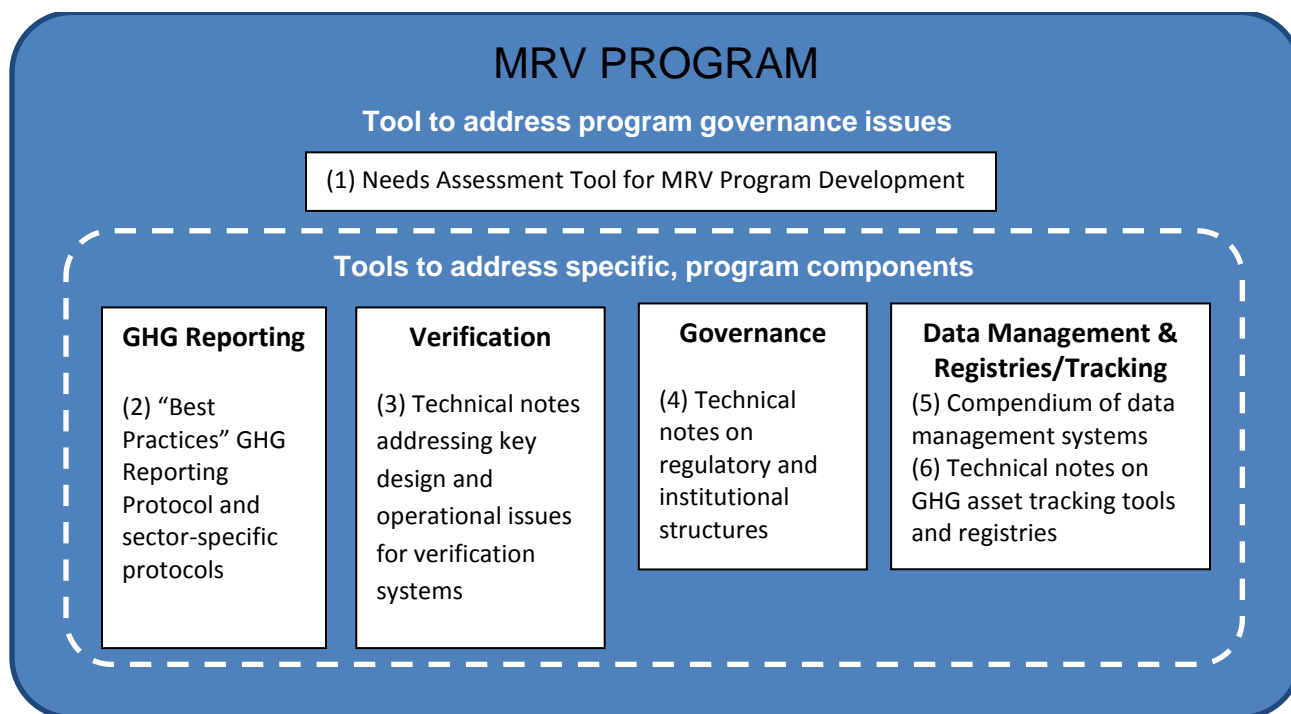 MRV PROGRAM
Tool to address program governance issues
(1) Needs Assessment Tool for MRV Program Development
Tools to address specific, program components
GHG Reporting
(2) “Best
Practices” GHG
Reporting
Protocol and
sector-specific
protocols
Verification
(3) Technical notes
addressing key
design and
operational issues
for verification
systems
Governance
(4) Technical
notes on
regulatory and
institutional
structures
Data Management &
Registries/Tracking
(5) Compendium of data
management systems
(6) Technical notes on
GHG asset tracking tools
and registries